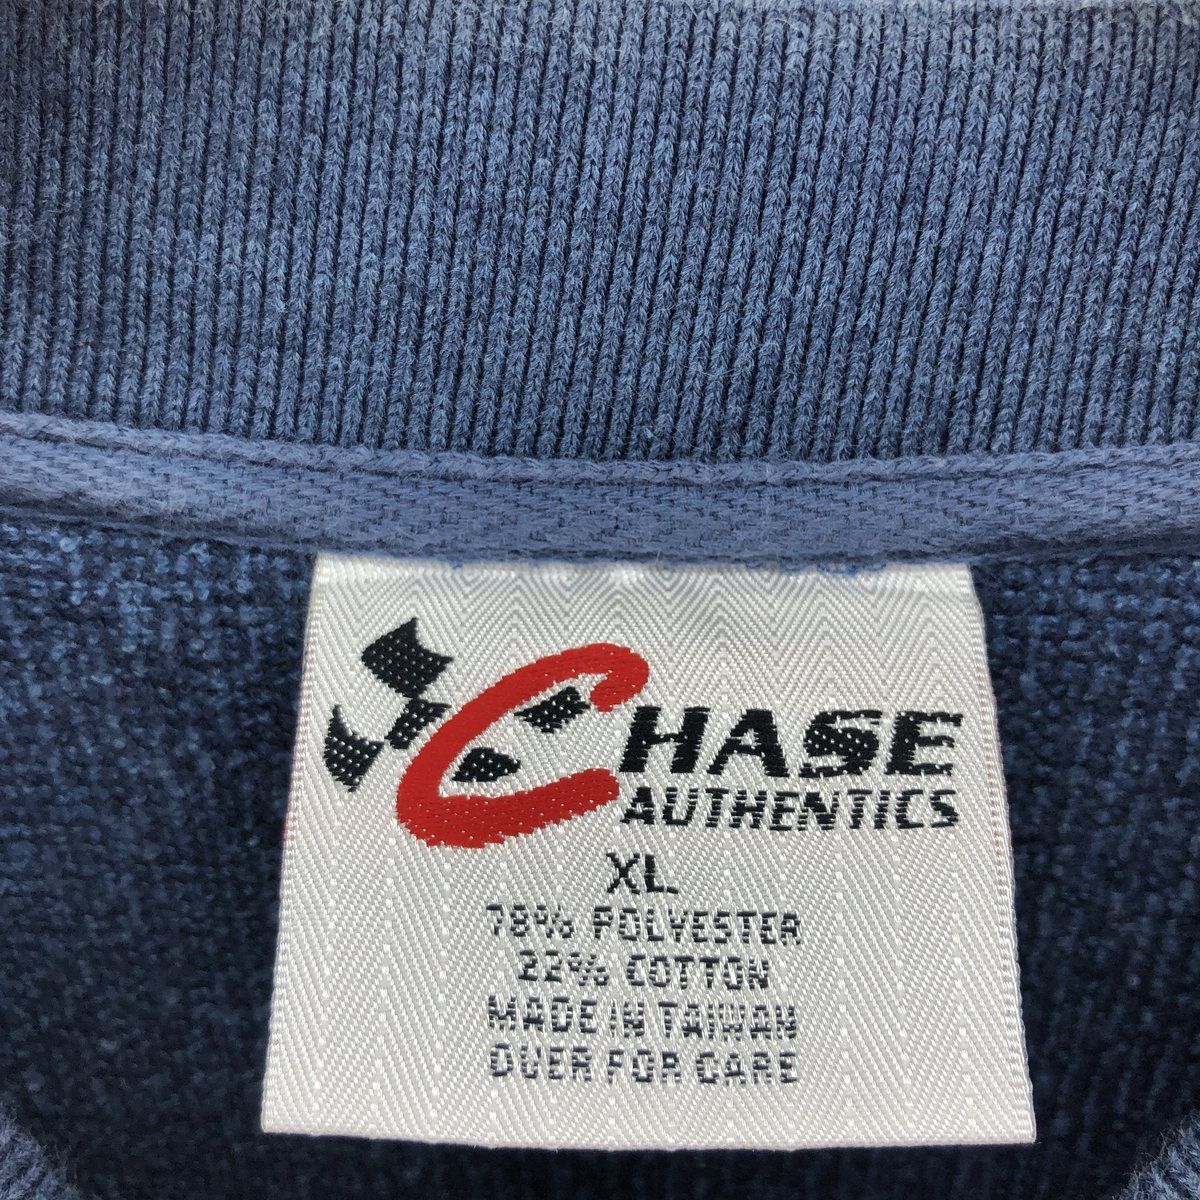 CHASE
AUTHENTICS
XL
78% POLYESTER
22% COTTON
MADE IN TAIWAN
OVER FOR CARE